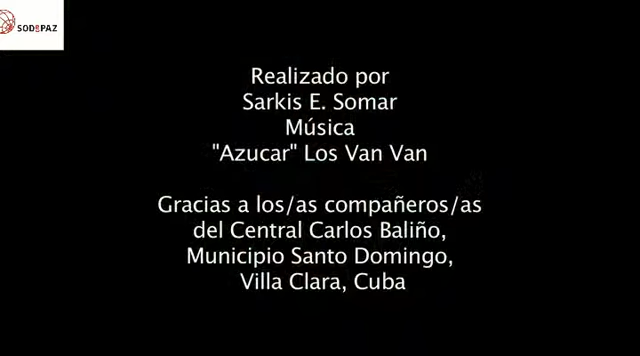 SODePAZ
Realizado por
Sarkis E. Somar
Música
"Azucar" Los Van Van
Gracias a los/as compañeros/as
del Central Carlos Baliño,
Municipio Santo Domingo,
Villa Clara, Cuba